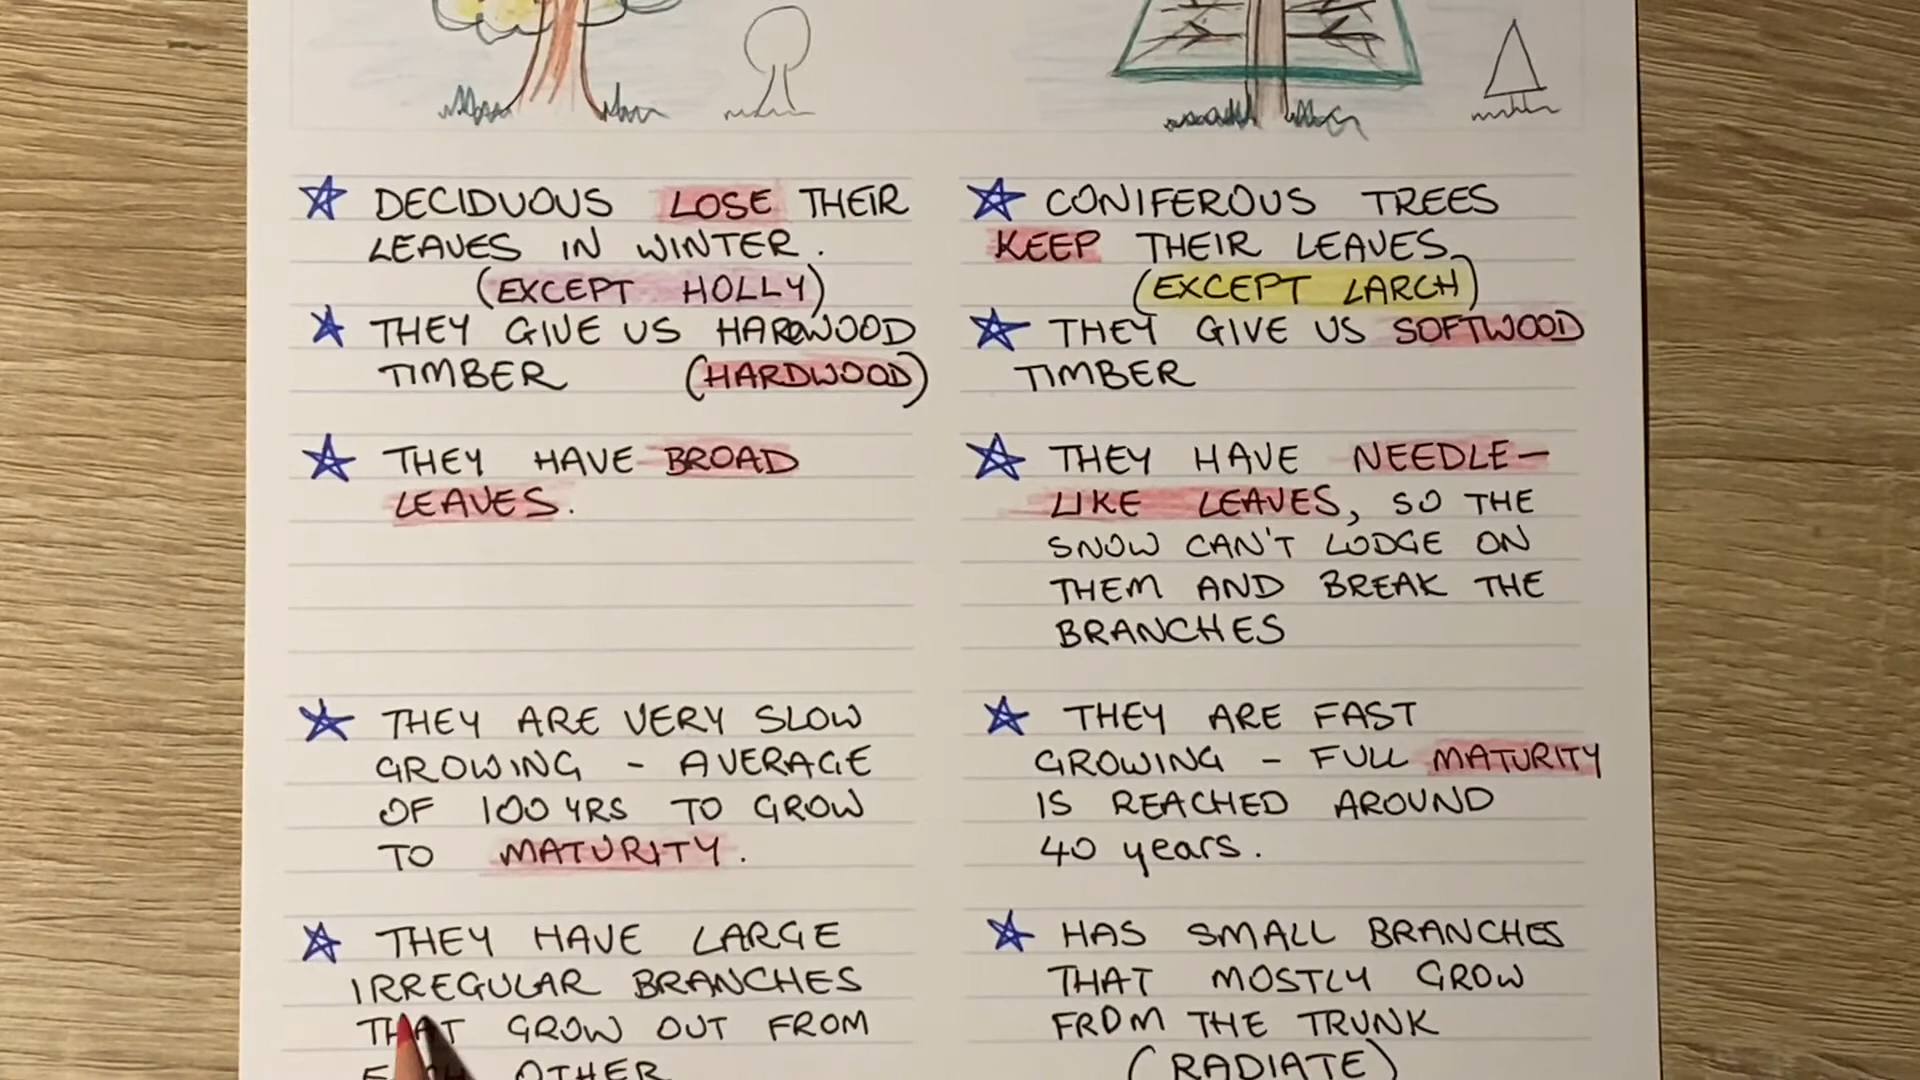 DECIDUOUS LOSE THEIR
LEAVES IN WINTER.
(EXCEPT HOLLY)
THEY GIVE US HAREWOOD
TIMBER (HARDWOOD)
THEY HAVE BROAD
LEAVES.
THEY ARE VERY SLOW
GROWING - AVERAGE
OF 100 YRS TO GROW
TO MATURITY.
THEY HAVE LARGE
IRREGULAR BRANCHES
THAT GROW OUT FROM
EACH OTHER
CONIFEROUS TREES
KEEP THEIR LEAVES.
(EXCEPT LARCH)
THEY GIVE US SOFTWOOD
TIMBER
THEY HAVE NEEDLE-
LIKE LEAVES, SO THE
SNOW CAN'T LODGE ON
THEM AND BREAK THE
BRANCHES
THEY ARE FAST
GROWING - FULL MATURITY
IS REACHED AROUND
40 years.
HAS SMALL BRANCHES
THAT MOSTLY GROW
FROM THE TRUNK
(RADIATE)